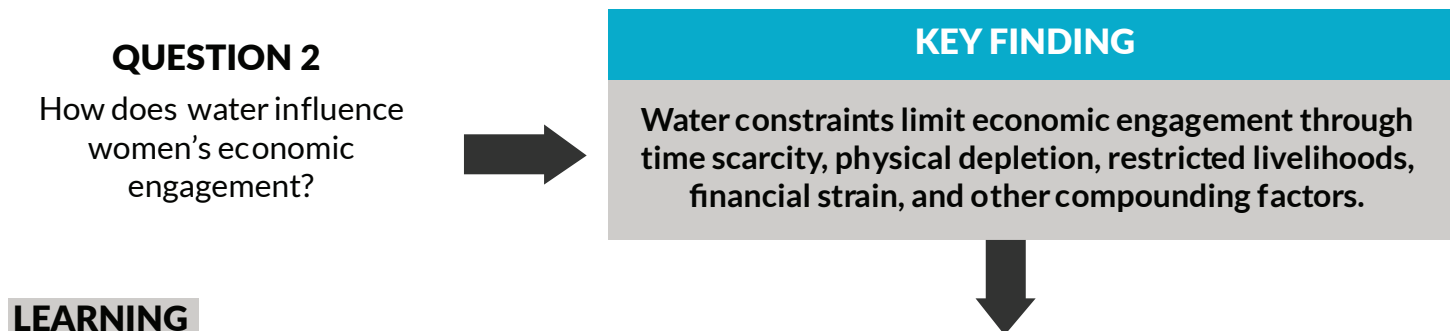 QUESTION 2
How does water influence
women's economic
engagement?
KEY FINDING
Water constraints limit economic engagement through
time scarcity, physical depletion, restricted livelihoods,
financial strain, and other compounding factors.
LEARNING